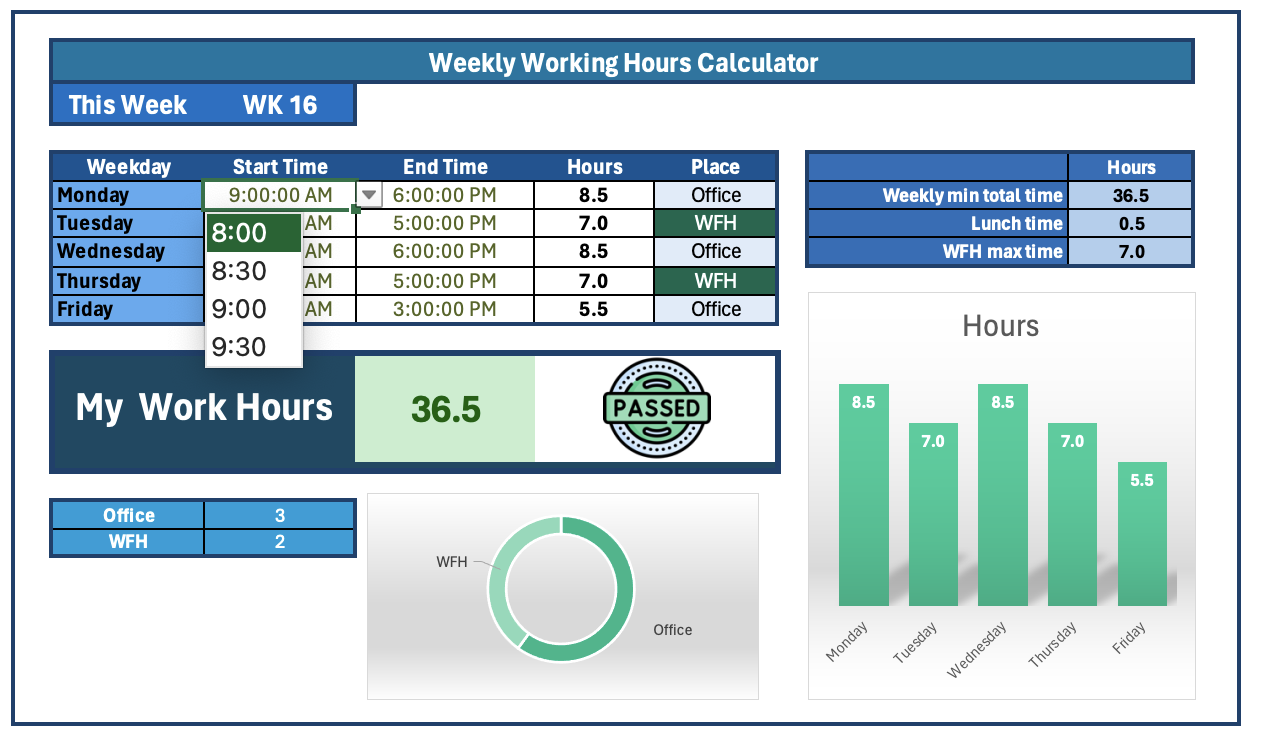 Weekly Working Hours Calculator
This Week WK 16
Weekday Start Time End Time Hours Place
Monday 9:00:00 AM 6:00:00 PM 8.5 Office
Tuesday AM 5:00:00 PM 7.0 WFH
Wednesday AM 6:00:00 PM 8.5 Office
Thursday AM 5:00:00 PM 7.0 WFH
Friday AM 3:00:00 PM 5.5 Office
8:00
8:30
9:00
9:30
Hours
Weekly min total time 36.5
Lunch time 0.5
WFH max time 7.0
My Work Hours 36.5 PASSED
Office 3
WFH 2
WFH
Office
Hours
8.5 7.0 8.5 7.0 5.5
Monday Tuesday Wednesday Thursday Friday